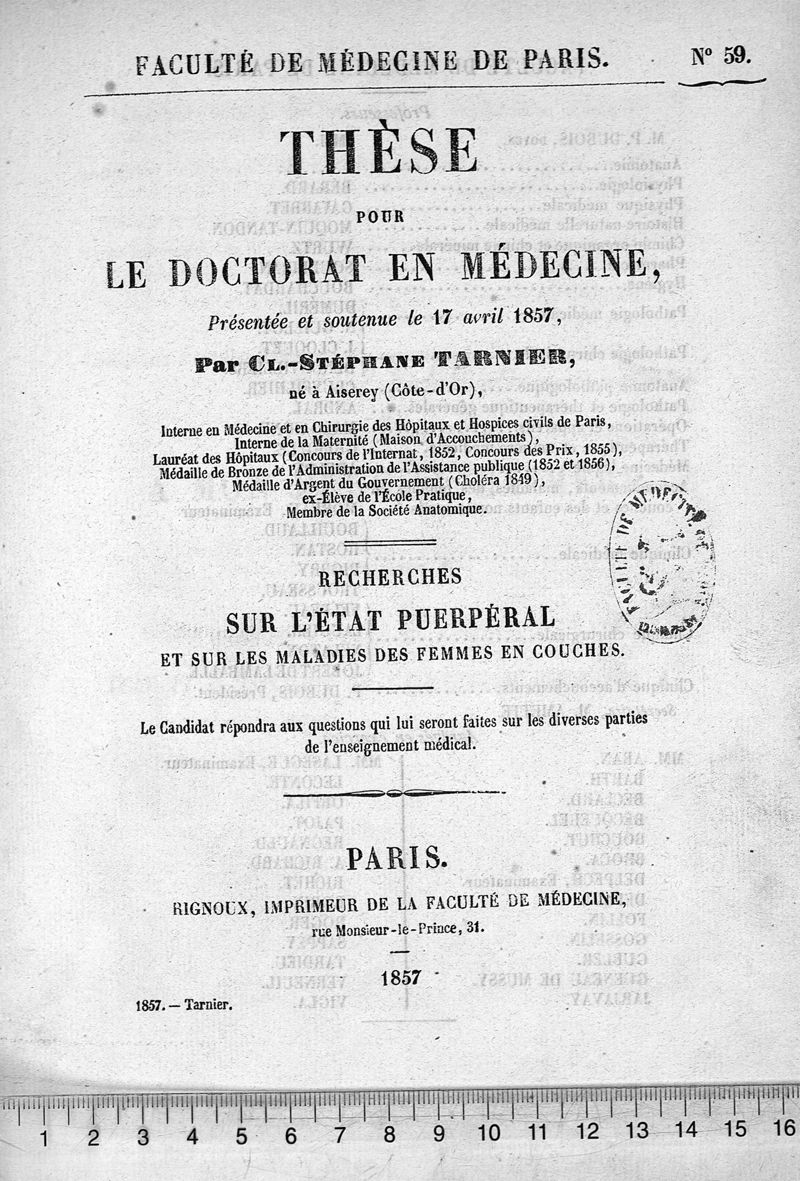 FACULTÉ DE MÉDECINE DE PARIS. N° 59.
THÈSE
POUR
LE DOCTORAT EN MÉDECINE,
Présentée et soutenue le 17 avril 1857,
Par CL.-STÉPHANE TARNIER,
né à Aiserey (Côte-d'Or),
Interne en Médecine et en Chirurgie des Hôpitaux et Hospices civils de Paris,
Interne de la Maternité (Maison d'Accouchements),
Lauréat des Hôpitaux (Concours de l'Internat, 1852, Concours des Prix, 1855),
Médaille de Bronze de l'Administration de l'Assistance publique (1852 et 1856),
Médaille d'Argent du Gouvernement (Choléra 1849),
ex-Élève de l'École Pratique,
Membre de la Société Anatomique.
RECHERCHES
SUR L'ÉTAT PUERPÉRAL
ET SUR LES MALADIES DES FEMMES EN COUCHES.
FACULTÉ DE MÉDECINE DE
Le Candidat répondra aux questions qui lui seront faites sur les diverses parties
de l'enseignement médical.
PARIS.
RIGNOUX, IMPRIMEUR DE LA FACULTÉ DE MÉDECINE,
rue Monsieur-le-Prince, 31.
1857
1857. — Tarnier.
1 2 3 4 5 6 7 8 9 10 11 12 13 14 15 16